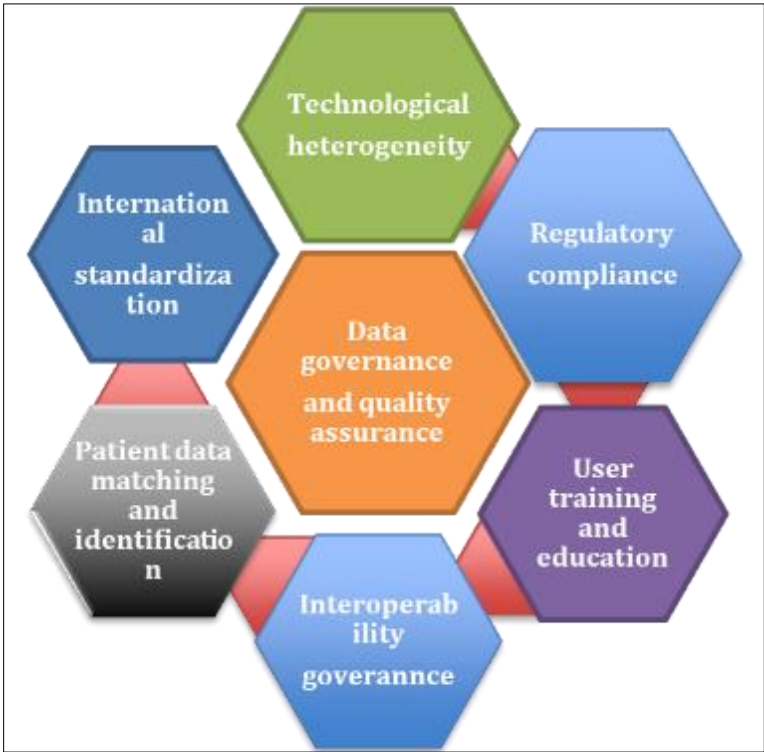 Technological
heterogeneity
Regulatory
compliance
Internation
al
standardiza
tion
Data
governance
and quality
assurance
Patient data
matching
and
identificatio
n
User
training
and
education
Interoperab
ility
goverannce